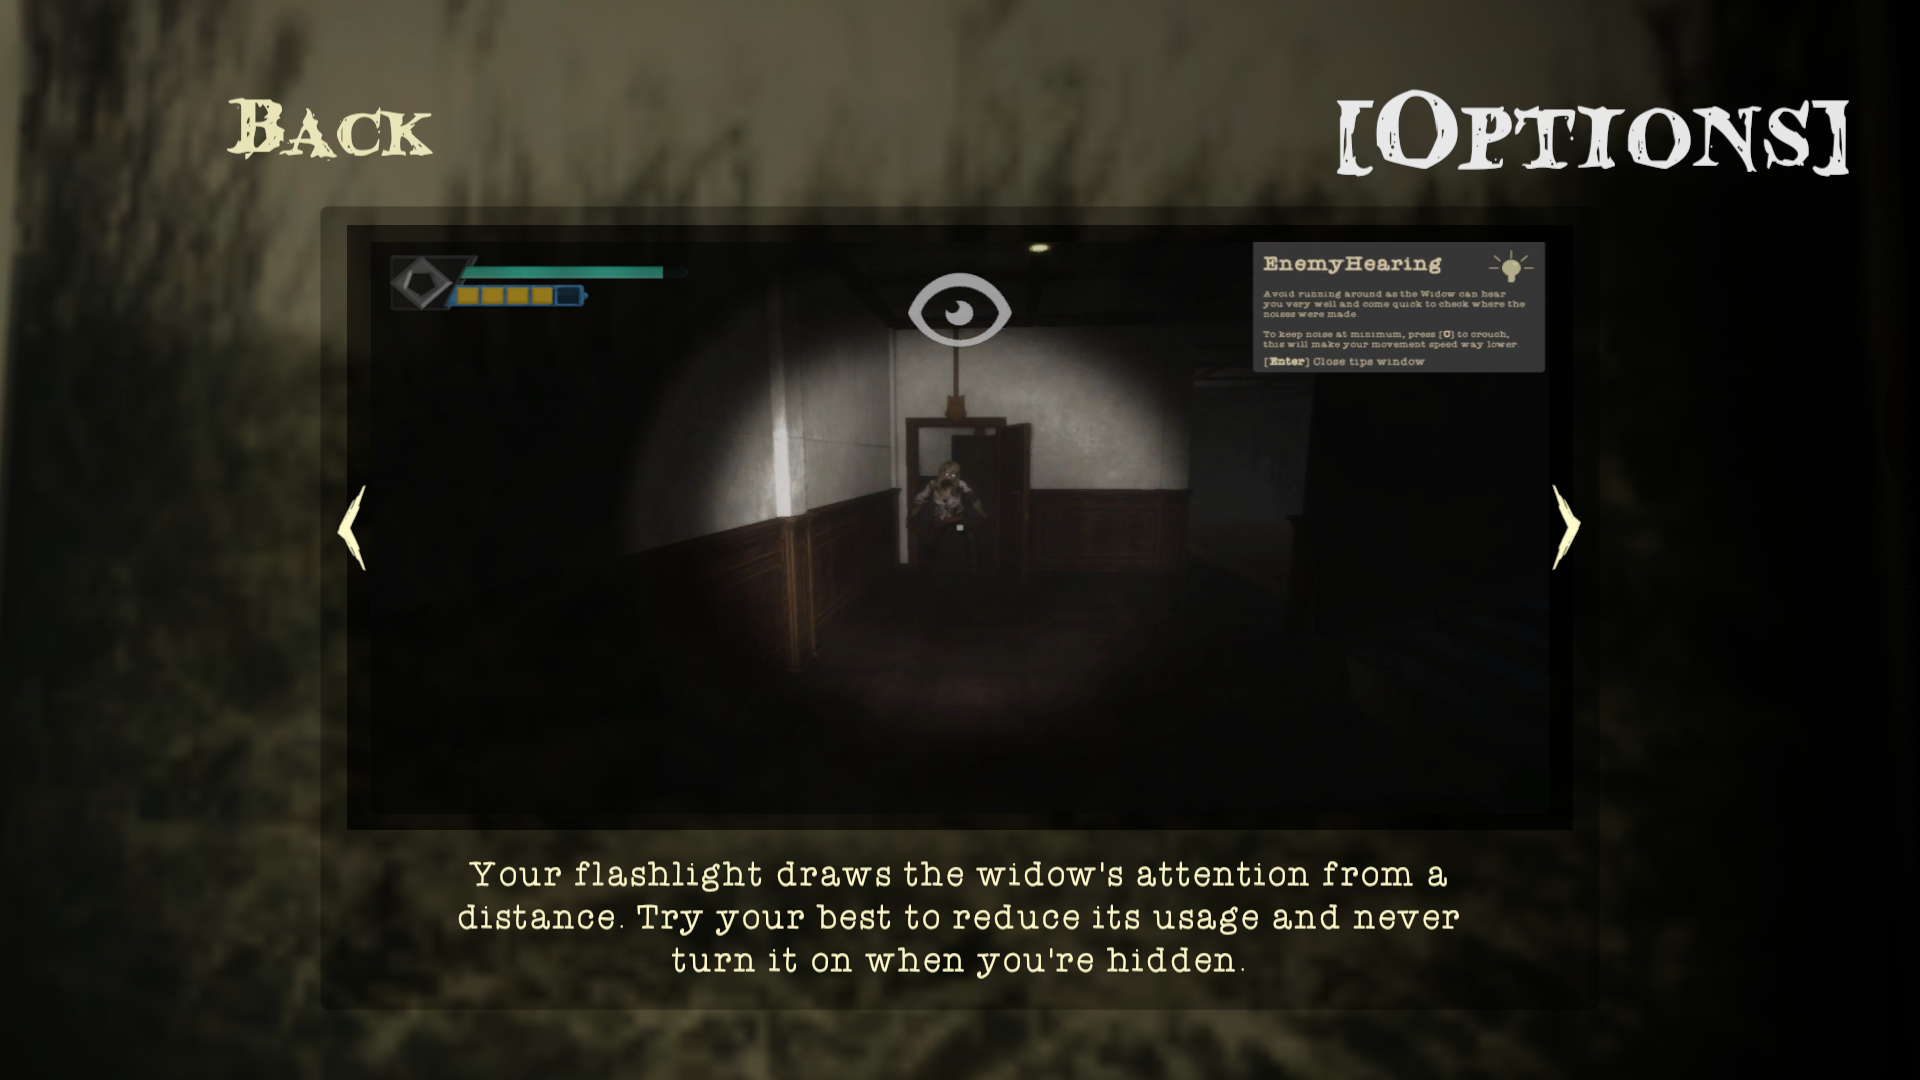 Back
[Options]
EnemyHearing
Avoid running around as the Widow can hear
you very well and come quick to check where the
noises were made.
To keep noise at minimum, press [C] to crouch,
this will make your movement speed way lower.
[Enter] Close tips window
Your flashlight draws the widow's attention from a
distance. Try your best to reduce its usage and never
turn it on when you're hidden.